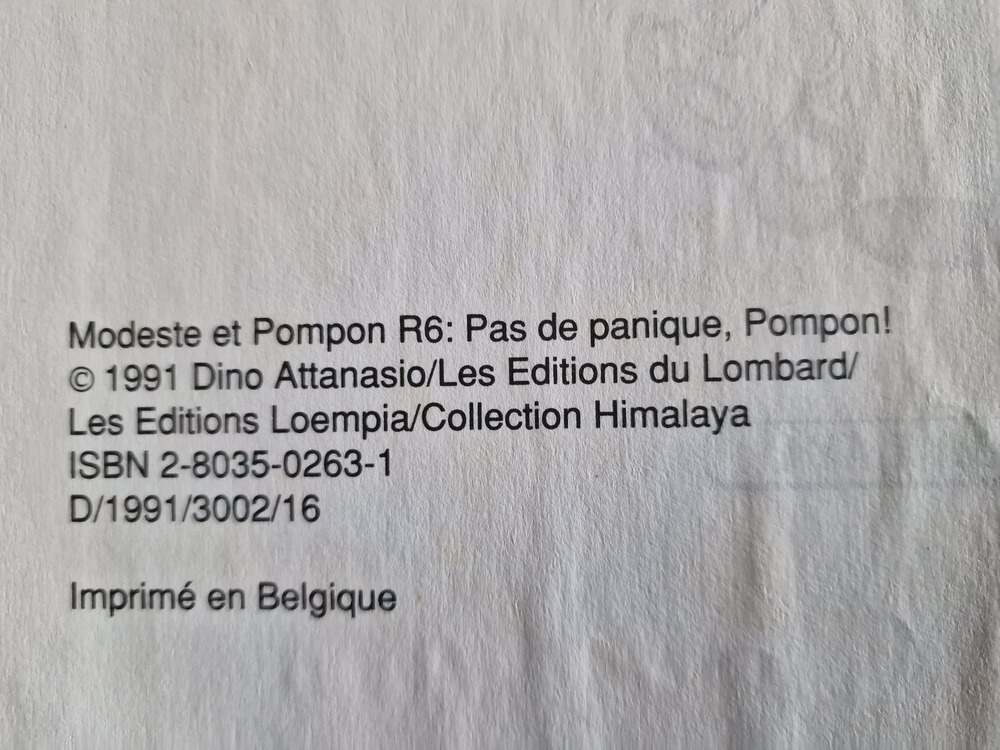 Modeste et Pompon R6: Pas de panique, Pompon!
© 1991 Dino Attanasio/Les Editions du Lombard/
Les Editions Loempia/Collection Himalaya
ISBN 2-8035-0263-1
D/1991/3002/16
Imprimé en Belgique